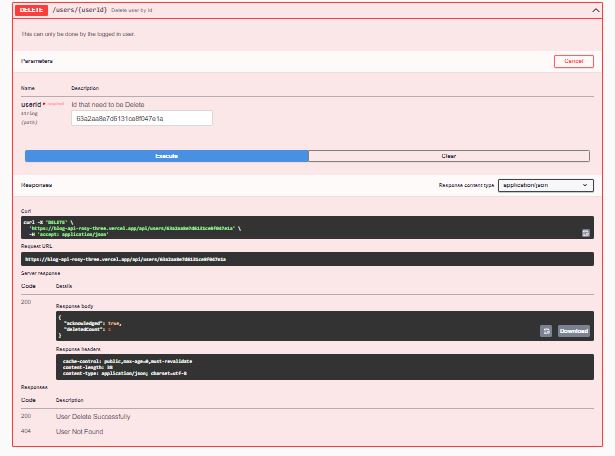 DELETE /users/{userId} Delete user by Id
This can only be done by the logged in user.
Parameters Cancel
Name Description
userId * required Id that need to be Delete
string
(path)
63a2aa8e7d6131ce8f047e1a
Execute Clear
Responses Response content type application/json
Curl
curl -X 'DELETE' \
'https://blog-api-rosy-three.vercel.app/api/users/63a2aa8e7d6131ce8f047e1a' \
-H 'accept: application/json'
Request URL
https://blog-api-rosy-three.vercel.app/api/users/63a2aa8e7d6131ce8f047e1a
Server response
Code Details
200
Response body
{
"acknowledged": true,
"deletedCount":
}
Download
Response headers
cache-control: public,max-age=0,must-revalidate
content-length: 38
content-type: application/json; charset=utf-8
Responses
Code Description
200 User Delete Successfully
404 User Not Found